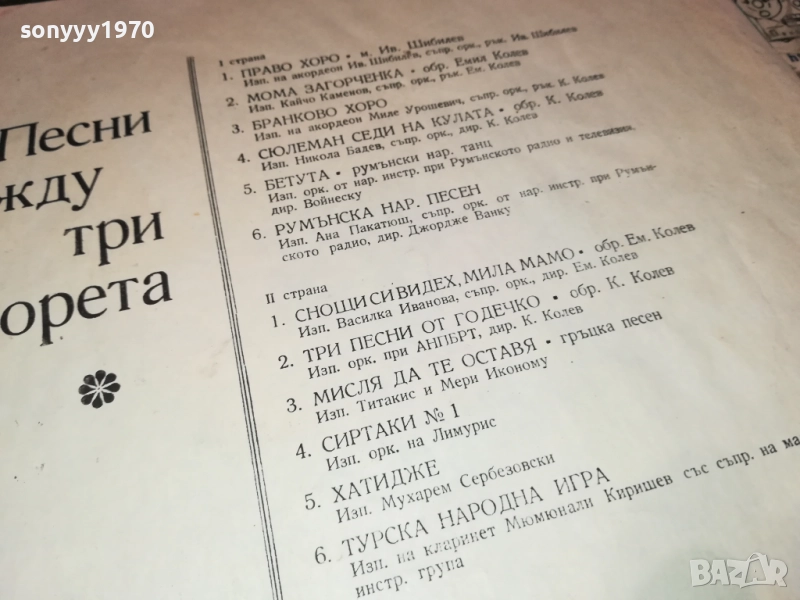 sonyyy1970
Песни
жду
три
орета
I страна
1. ПРАВО ХОРО • н. Ив. Шибилев
Изп. на акордеон Ив. Шибилев, съпр. орк., рък. Ив. Шибилев
2. МОМА ЗАГОРЧЕНКА • обр. Емил Колев
Изп. Кайчо Каменов, съпр. орк., рък. Ем. Колев
3. БРАНКОВО ХОРО
Изп. на акордеон Миле Урошевич, съпр. орк., рък. К. Колев
4. СЮЛЕМАН СЕДИ НА КУЛАТА • обр. К. Колев
Изп. Никола Бадев, съпр. орк., дир. К. Колев
5. БЕТУТА • румънски нар. танц
Изп. орк. от нар. инстр. при Румънското радио и телевизия,
дир. Войнеску
6. РУМЪНСКА НАР. ПЕСЕН
Изп. Ана Пакатюш, съпр. орк. от нар. инстр. при Румън-
ското радио, дир. Джордже Ванку
II страна
1. СНОЩИ СИ ВИДЕХ, МИЛА МАМО • обр. Ем. Колев
Изп. Василка Иванова, съпр. орк., дир. Ем. Колев
2. ТРИ ПЕСНИ ОТ ГОДЕЧКО • обр. К. Колев
Изп. орк. при АНПБРТ, дир. К. Колев
3. МИСЛЯ ДА ТЕ ОСТАВЯ • гръцка песен
Изп. Титакис и Мери Икономy
4. СИРТАКИ № 1
Изп. орк. на Лимурис
5. ХАТИДЖЕ
Изп. Мухарем Сербезовски
6. ТУРСКА НАРОДНА ИГРА
Изп. на кларинет Мюмюнали Киришев със съпр. на ма
инстр. група
BAZAR